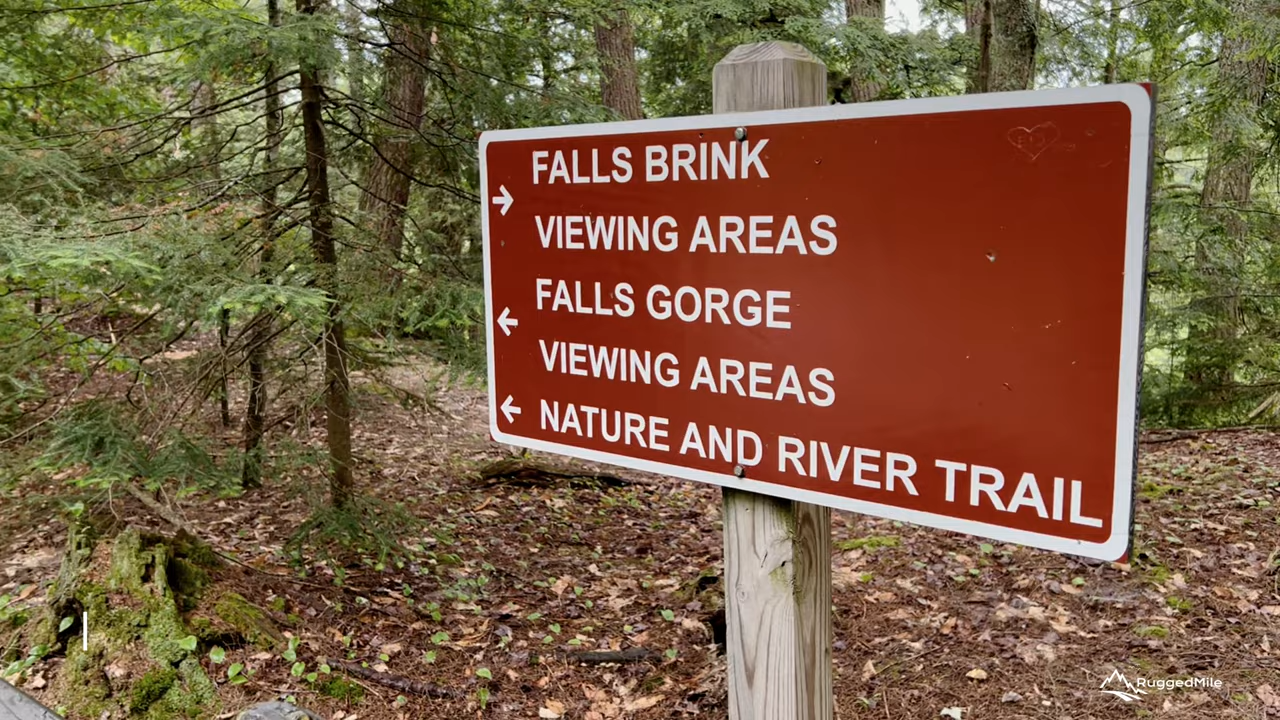 FALLS BRINK
VIEWING AREAS
FALLS GORGE
VIEWING AREAS
NATURE AND RIVER TRAIL
RuggedMile